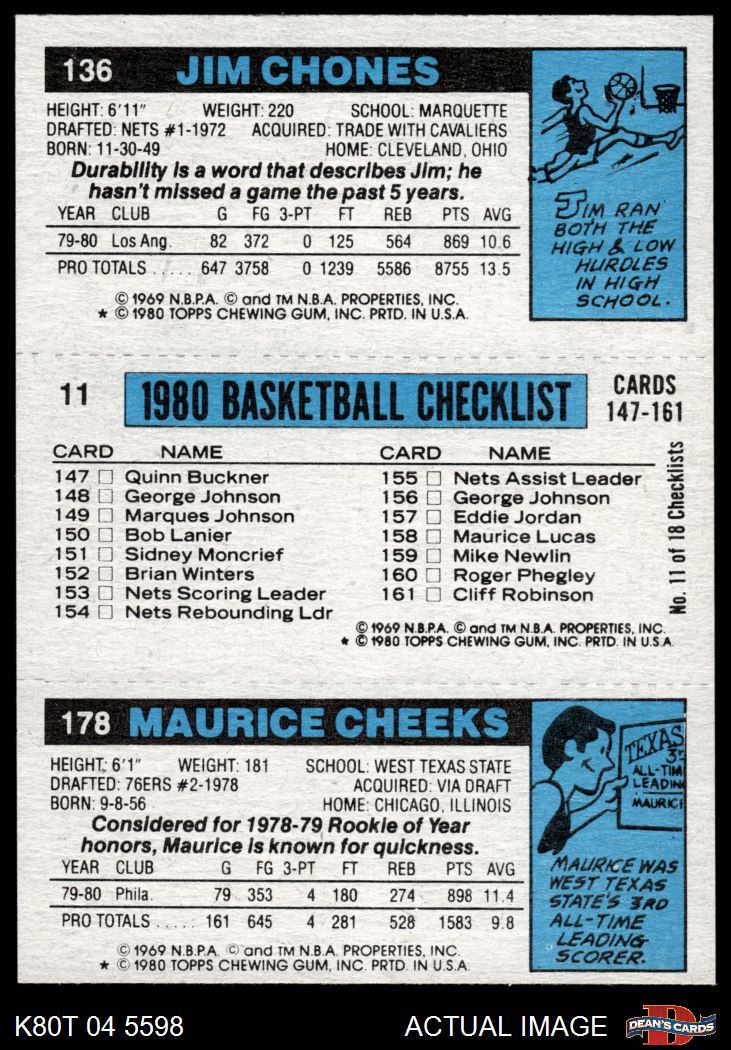 136 JIM CHONES
HEIGHT: 6'11" WEIGHT: 220 SCHOOL: MARQUETTE
DRAFTED: NETS #1-1972 ACQUIRED: TRADE WITH CAVALIERS
BORN: 11-30-49 HOME: CLEVELAND, OHIO
Durability is a word that describes Jim; he
hasn't missed a game the past 5 years.
YEAR CLUB G FG 3-PT FT REB PTS AVG
79-80 Los Ang. 82 372 0 125 564 869 10.6
PRO TOTALS ..... 647 3758 0 1239 5586 8755 13.5
© 1969 N.B.P.A. © and TM N.B.A. PROPERTIES, INC.
* © 1980 TOPPS CHEWING GUM, INC. PRTD. IN U.S.A.
JIM RAN
BOTH THE
HIGH & LOW
HURDLES
IN HIGH
SCHOOL.
11 1980 BASKETBALL CHECKLIST CARDS
147-161
CARD NAME
147 □ Quinn Buckner
148 □ George Johnson
149 □ Marques Johnson
150 □ Bob Lanier
151 □ Sidney Moncrief
152 □ Brian Winters
153 □ Nets Scoring Leader
154 □ Nets Rebounding Ldr
CARD NAME
155 □ Nets Assist Leader
156 □ George Johnson
157 □ Eddie Jordan
158 □ Maurice Lucas
159 □ Mike Newlin
160 □ Roger Phegley
161 □ Cliff Robinson
No. 11 of 18 Checklists
© 1969 N.B.P.A. © and TM N.B.A. PROPERTIES, INC.
* © 1980 TOPPS CHEWING GUM, INC. PRTD. IN U.S.A.
178 MAURICE CHEEKS
HEIGHT: 6'1" WEIGHT: 181 SCHOOL: WEST TEXAS STATE
DRAFTED: 76ERS #2-1978 ACQUIRED: VIA DRAFT
BORN: 9-8-56 HOME: CHICAGO, ILLINOIS
Considered for 1978-79 Rookie of Year
honors, Maurice is known for quickness.
YEAR CLUB G FG 3-PT FT REB PTS AVG
79-80 Phila. 79 353 4 180 274 898 11.4
PRO TOTALS ..... 161 645 4 281 528 1583 9.8
© 1969 N.B.P.A. © and TM N.B.A. PROPERTIES, INC.
* © 1980 TOPPS CHEWING GUM, INC. PRTD. IN U.S.A.
TEXAS
ALL-TIM
LEADIN
MAURICE
MAURICE WAS
WEST TEXAS
STATE'S 3RD
ALL-TIME
LEADING
SCORER.
K80T 04 5598 ACTUAL IMAGE DEAN'S CARDS